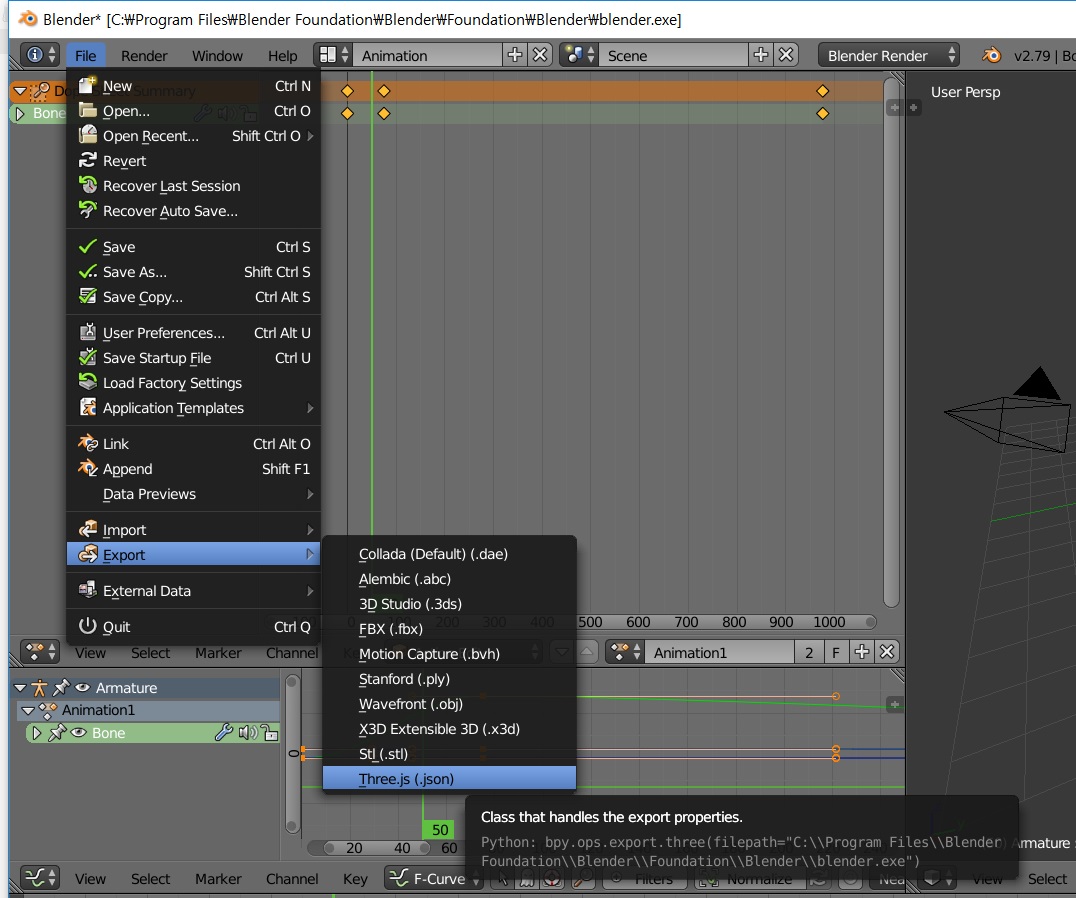 Blender* [C:₩Program Files₩Blender Foundation₩Blender₩Foundation₩Blender₩blender.exe]
File Render Window Help Animation Scene Blender Render v2.79 | Bo
Summary
Bone
User Persp
New Ctrl N
Open... Ctrl O
Open Recent... Shift Ctrl O
Revert
Recover Last Session
Recover Auto Save...
Save Ctrl S
Save As... Shift Ctrl S
Save Copy... Ctrl Alt S
User Preferences... Ctrl Alt U
Save Startup File Ctrl U
Load Factory Settings
Application Templates
Link Ctrl Alt O
Append Shift F1
Data Previews
Import
Export
External Data
Quit Ctrl Q
Collada (Default) (.dae)
Alembic (.abc)
3D Studio (.3ds)
FBX (.fbx)
Motion Capture (.bvh)
Stanford (.ply)
Wavefront (.obj)
X3D Extensible 3D (.x3d)
Stl (.stl)
Three.js (.json)
0 100 200 300 400 500 600 700 800 900 1000
View Select Marker Channel Animation1 2 F
Armature
Animation1
Bone
50
20 40 60
Class that handles the export properties.
Python: bpy.ops.export.three(filepath="C:\\Program Files\\Blender
Foundation\\Blender\\Foundation\\Blender\\blender.exe")
Armature
View Select Marker Channel Key F-Curve Filters Normalize Nea View Select